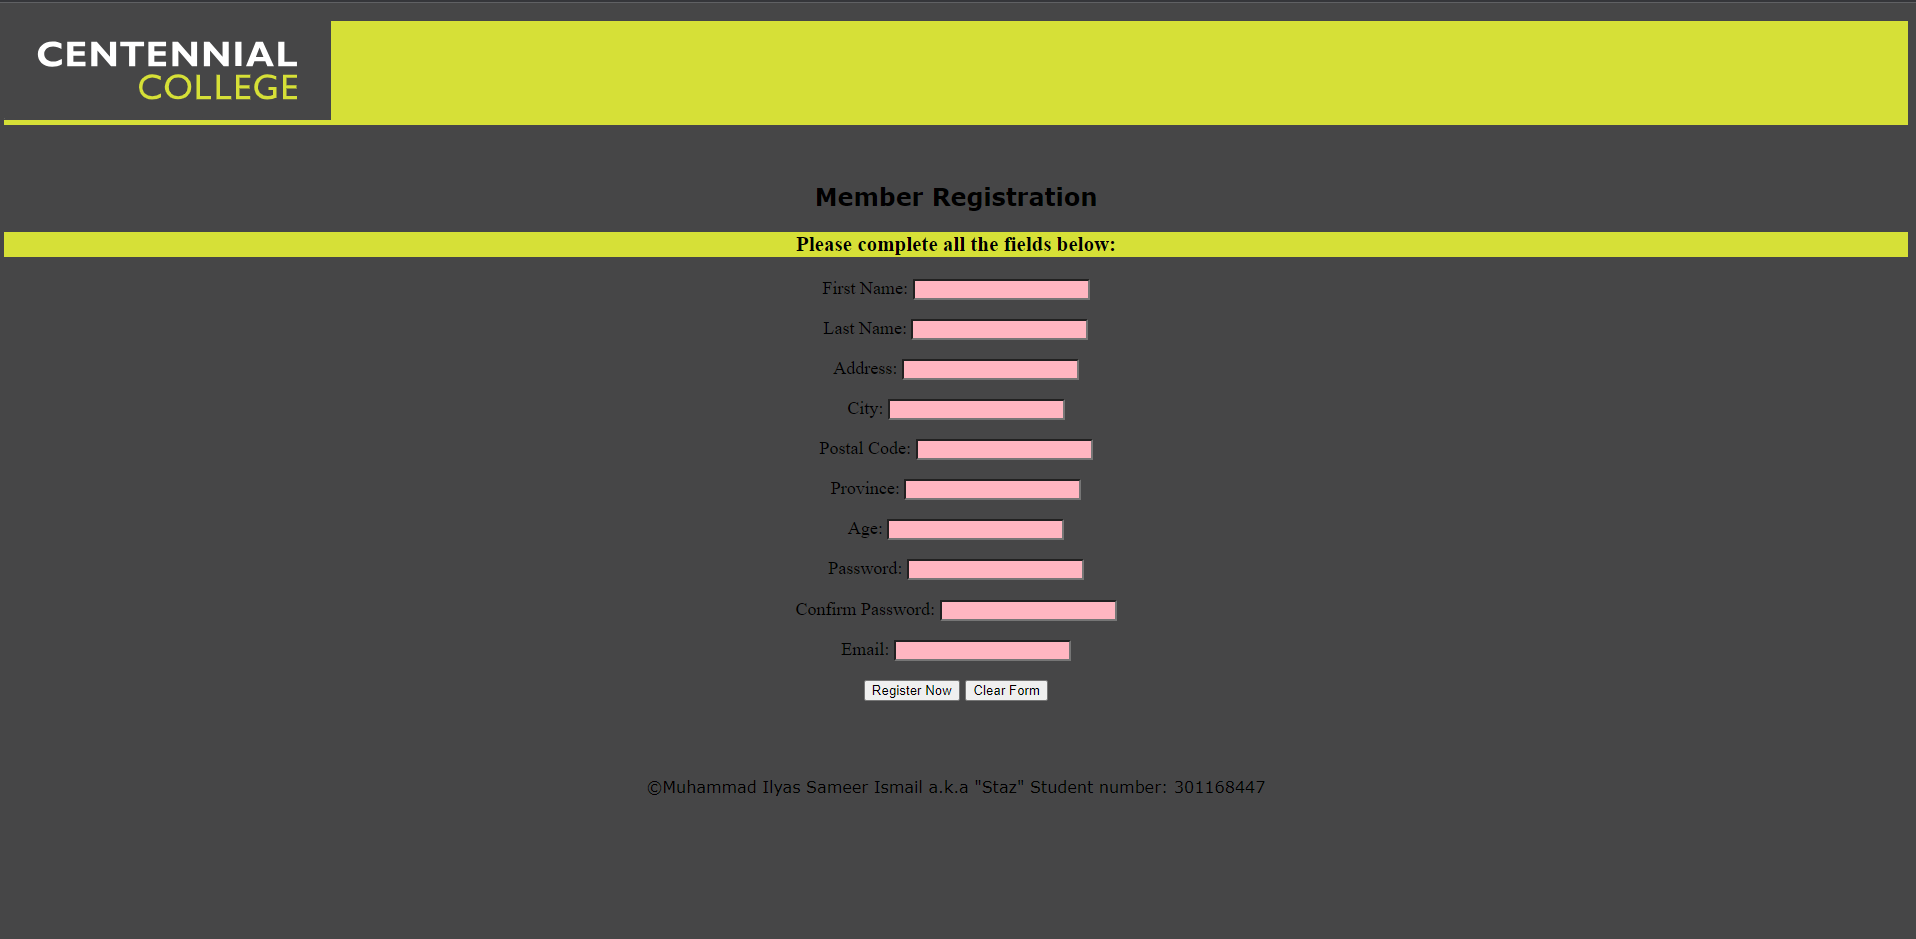 CENTENNIAL
COLLEGE
Member Registration
Please complete all the fields below:
First Name:
Last Name:
Address:
City:
Postal Code:
Province:
Age:
Password:
Confirm Password:
Email:
Register Now Clear Form
©Muhammad Ilyas Sameer Ismail a.k.a "Staz" Student number: 301168447